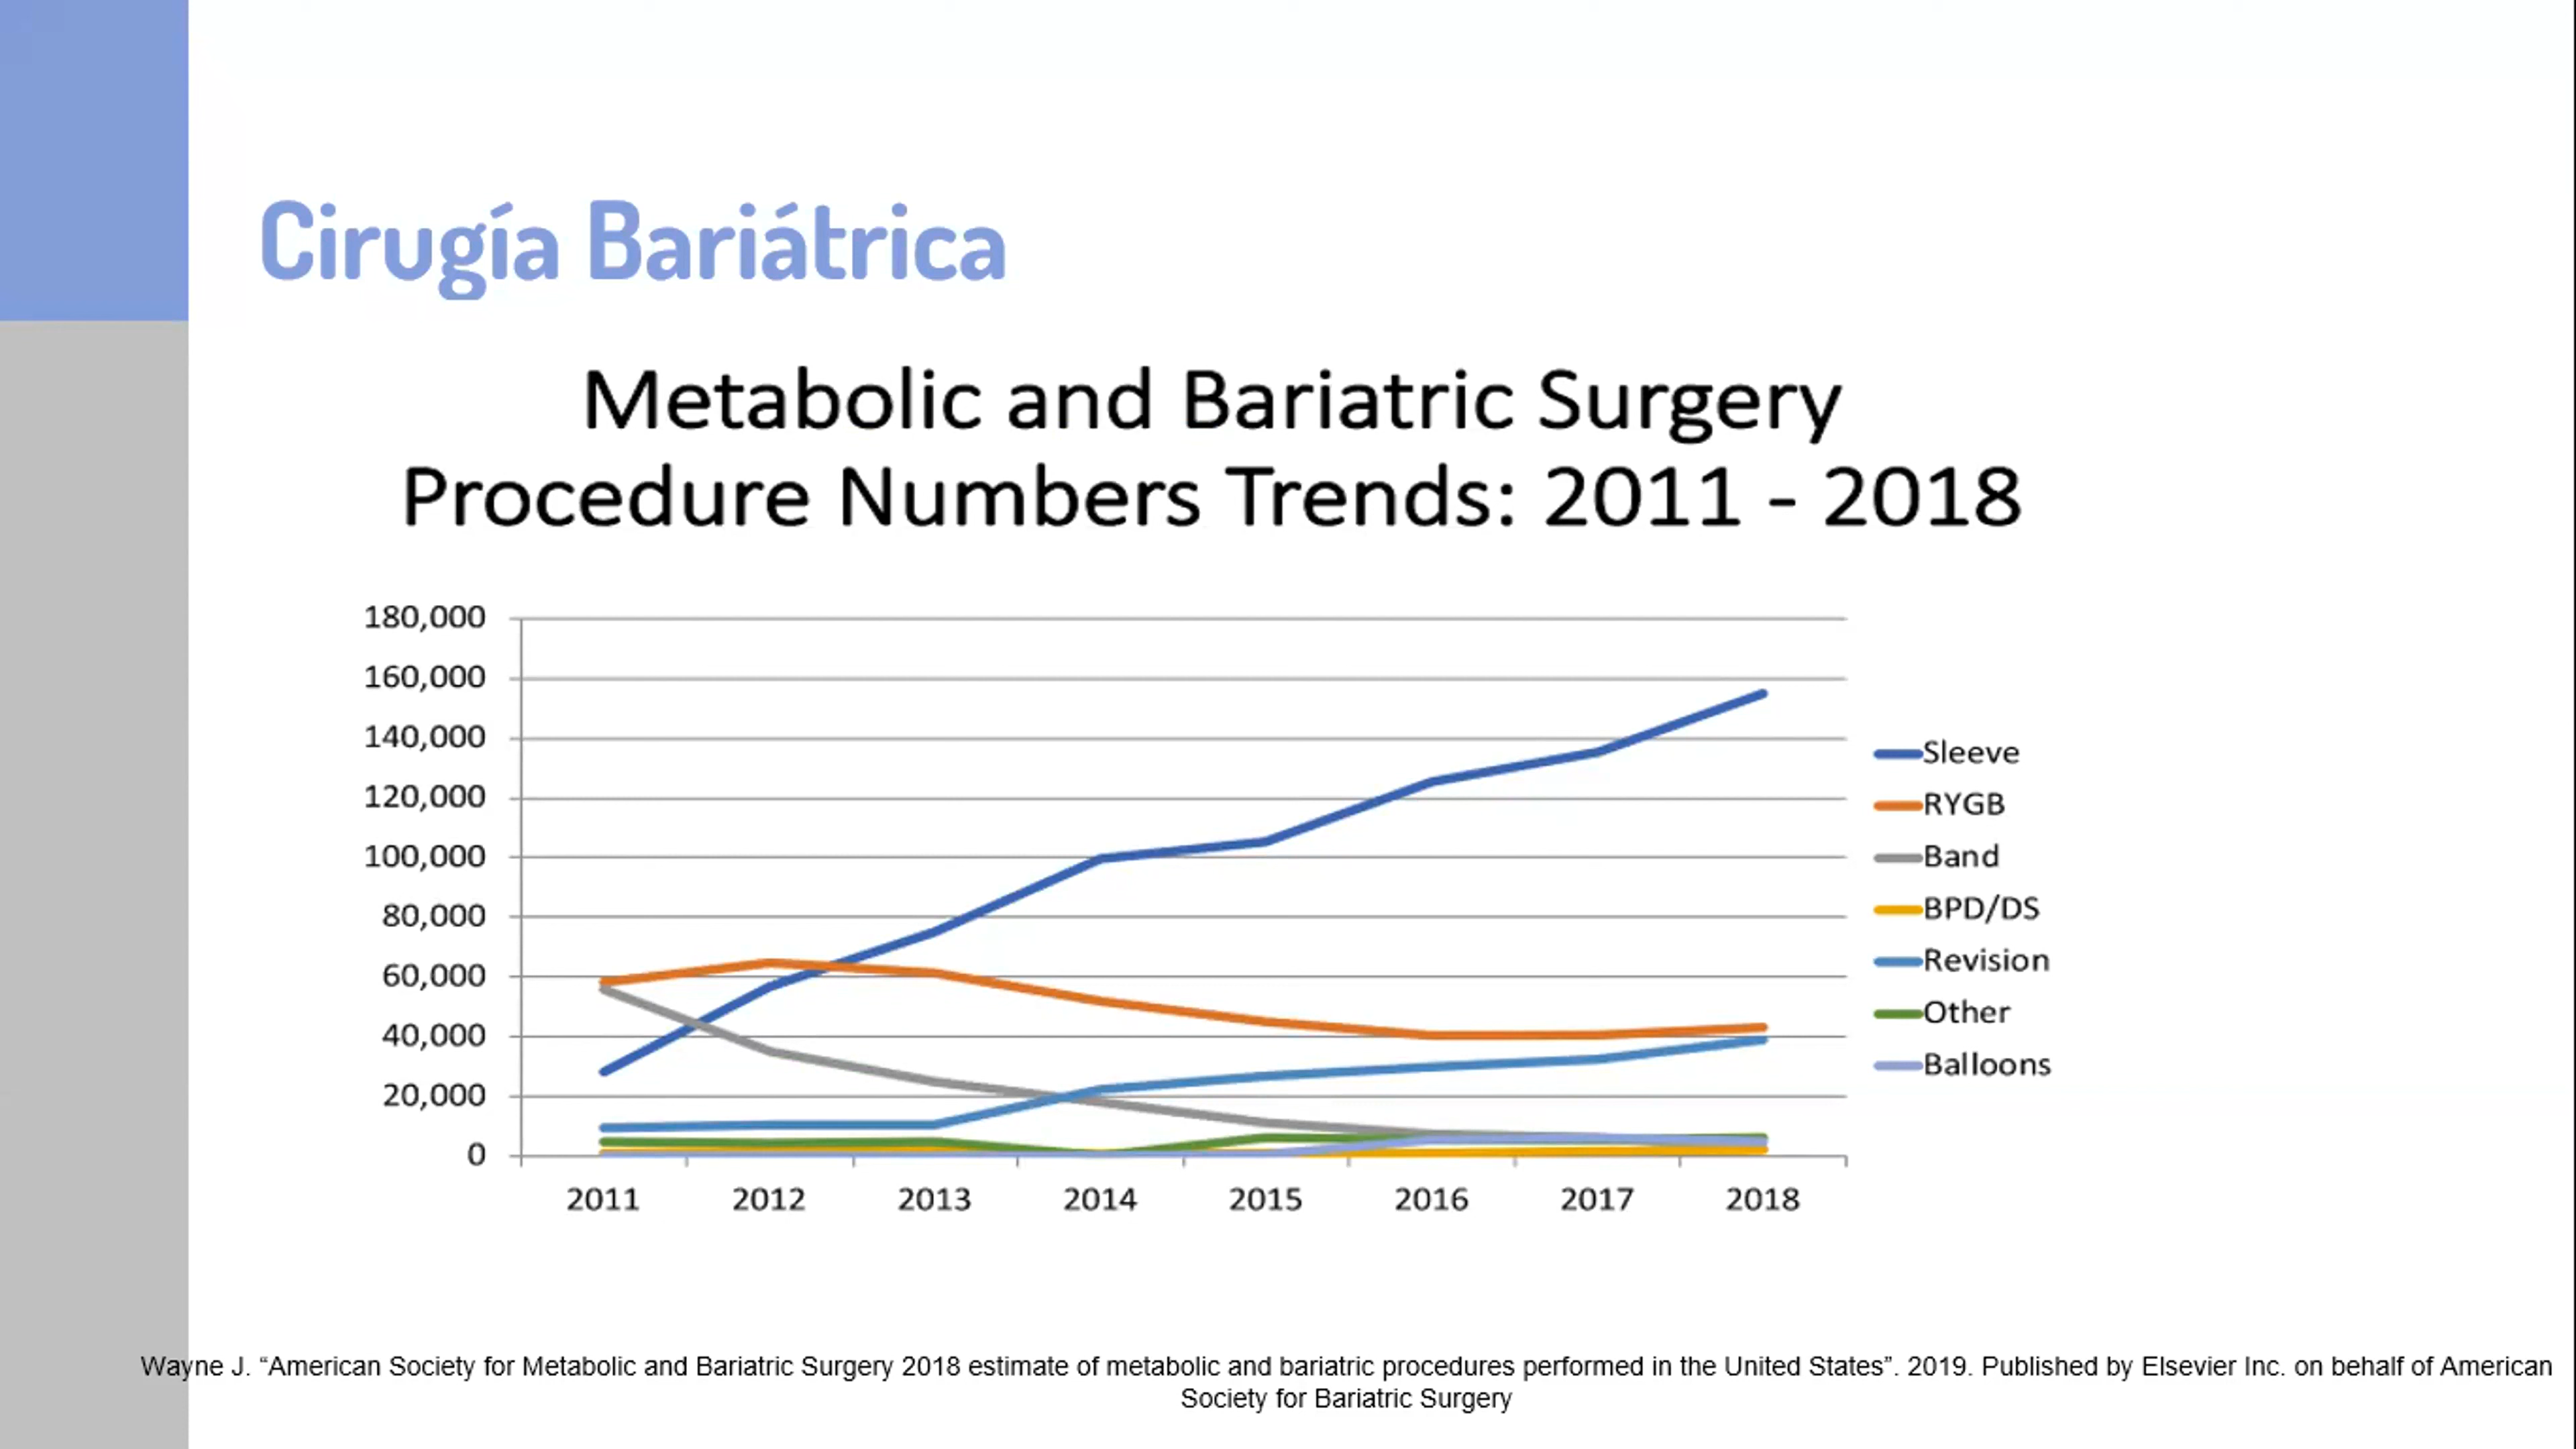 Cirugía Bariátrica
Metabolic and Bariatric Surgery
Procedure Numbers Trends: 2011 - 2018
180,000
160,000
140,000
120,000
100,000
80,000
60,000
40,000
20,000
0
2011 2012 2013 2014 2015 2016 2017 2018
Sleeve
RYGB
Band
BPD/DS
Revision
Other
Balloons
Wayne J. “American Society for Metabolic and Bariatric Surgery 2018 estimate of metabolic and bariatric procedures performed in the United States”. 2019. Published by Elsevier Inc. on behalf of American
Society for Bariatric Surgery